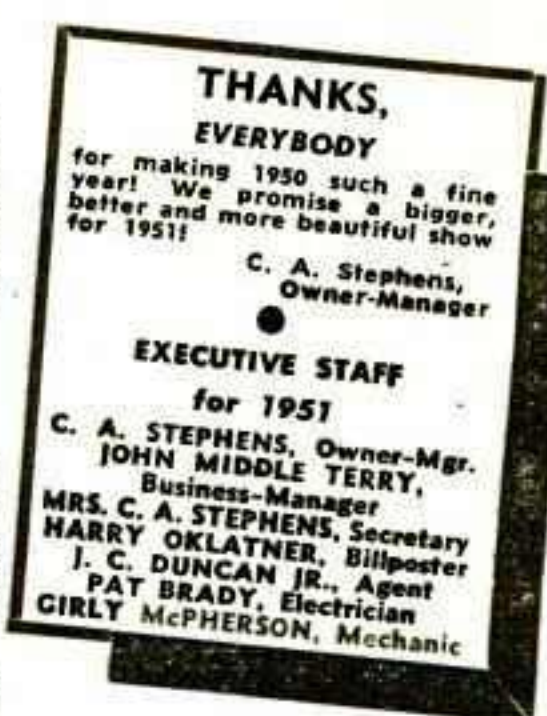 THANKS,
EVERYBODY
for making 1950 such a fine
year! We promise a bigger,
better and more beautiful show
for 1951!
C. A. Stephens,
Owner-Manager
EXECUTIVE STAFF
for 1951
C. A. STEPHENS, Owner-Mgr.
JOHN MIDDLE TERRY,
Business-Manager
MRS. C. A. STEPHENS, Secretary
HARRY OKLATNER, Billposter
J. C. DUNCAN JR., Agent
PAT BRADY, Electrician
GIRLY McPHERSON, Mechanic